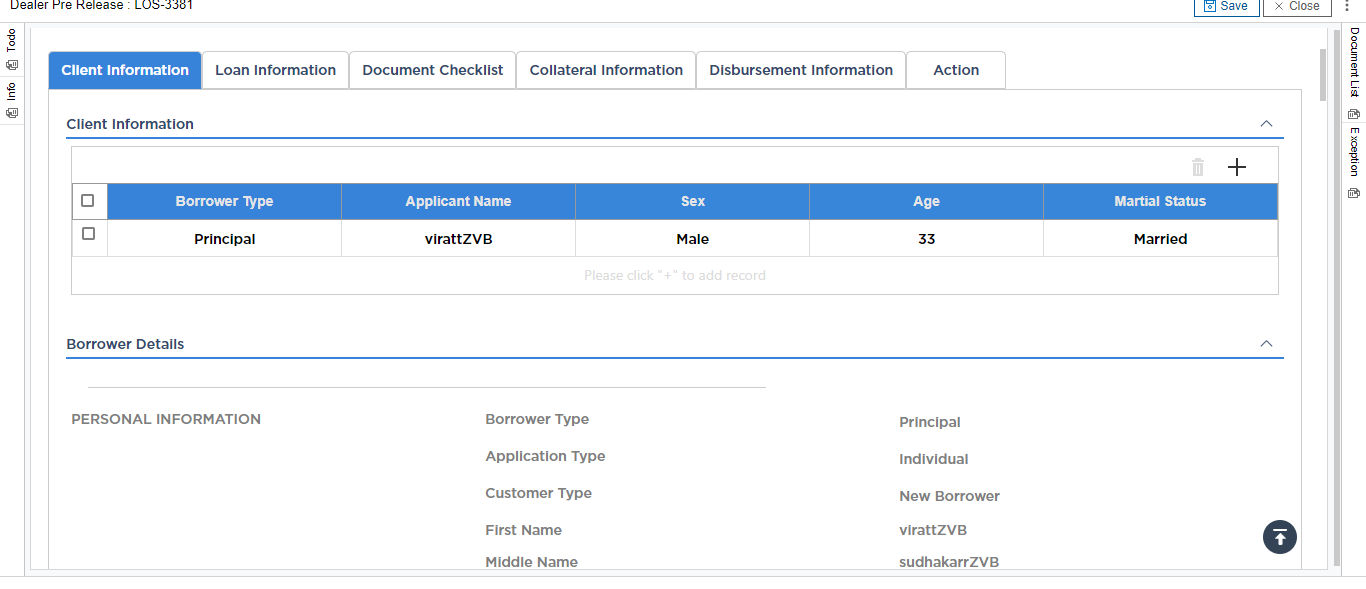 Dealer Pre Release : LOS-3381
Save
Close
Todo
Info
Document List
Exception
Client Information Loan Information Document Checklist Collateral Information Disbursement Information Action
Client Information
Borrower Type Applicant Name Sex Age Martial Status
Principal virattZVB Male 33 Married
Please click "+" to add record
Borrower Details
PERSONAL INFORMATION Borrower Type Principal
Application Type Individual
Customer Type New Borrower
First Name virattZVB
Middle Name sudhakarrZVB